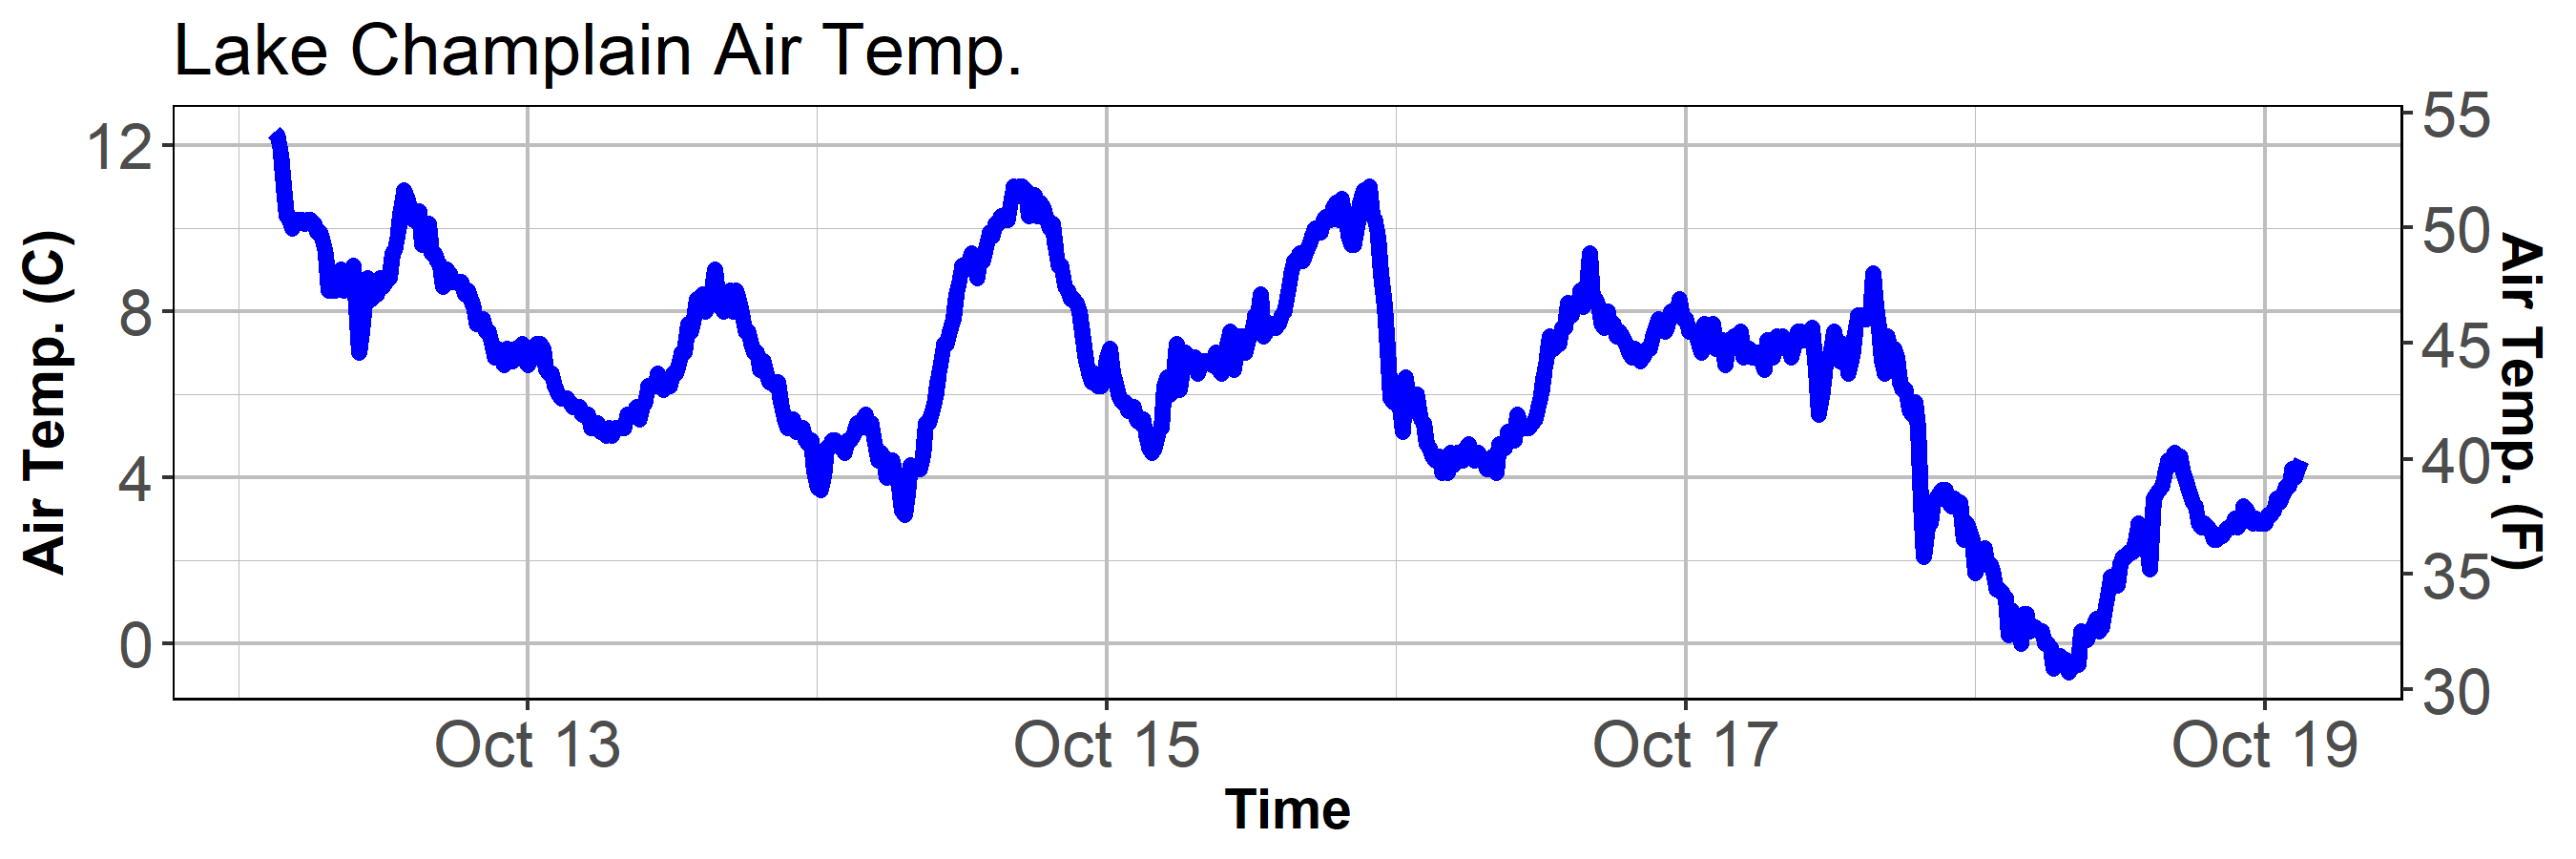 Lake Champlain Air Temp.
Air Temp. (C)
12
8
4
0
55
50
45
40
35
30
Air Temp. (F)
Oct 13
Oct 15
Oct 17
Oct 19
Time